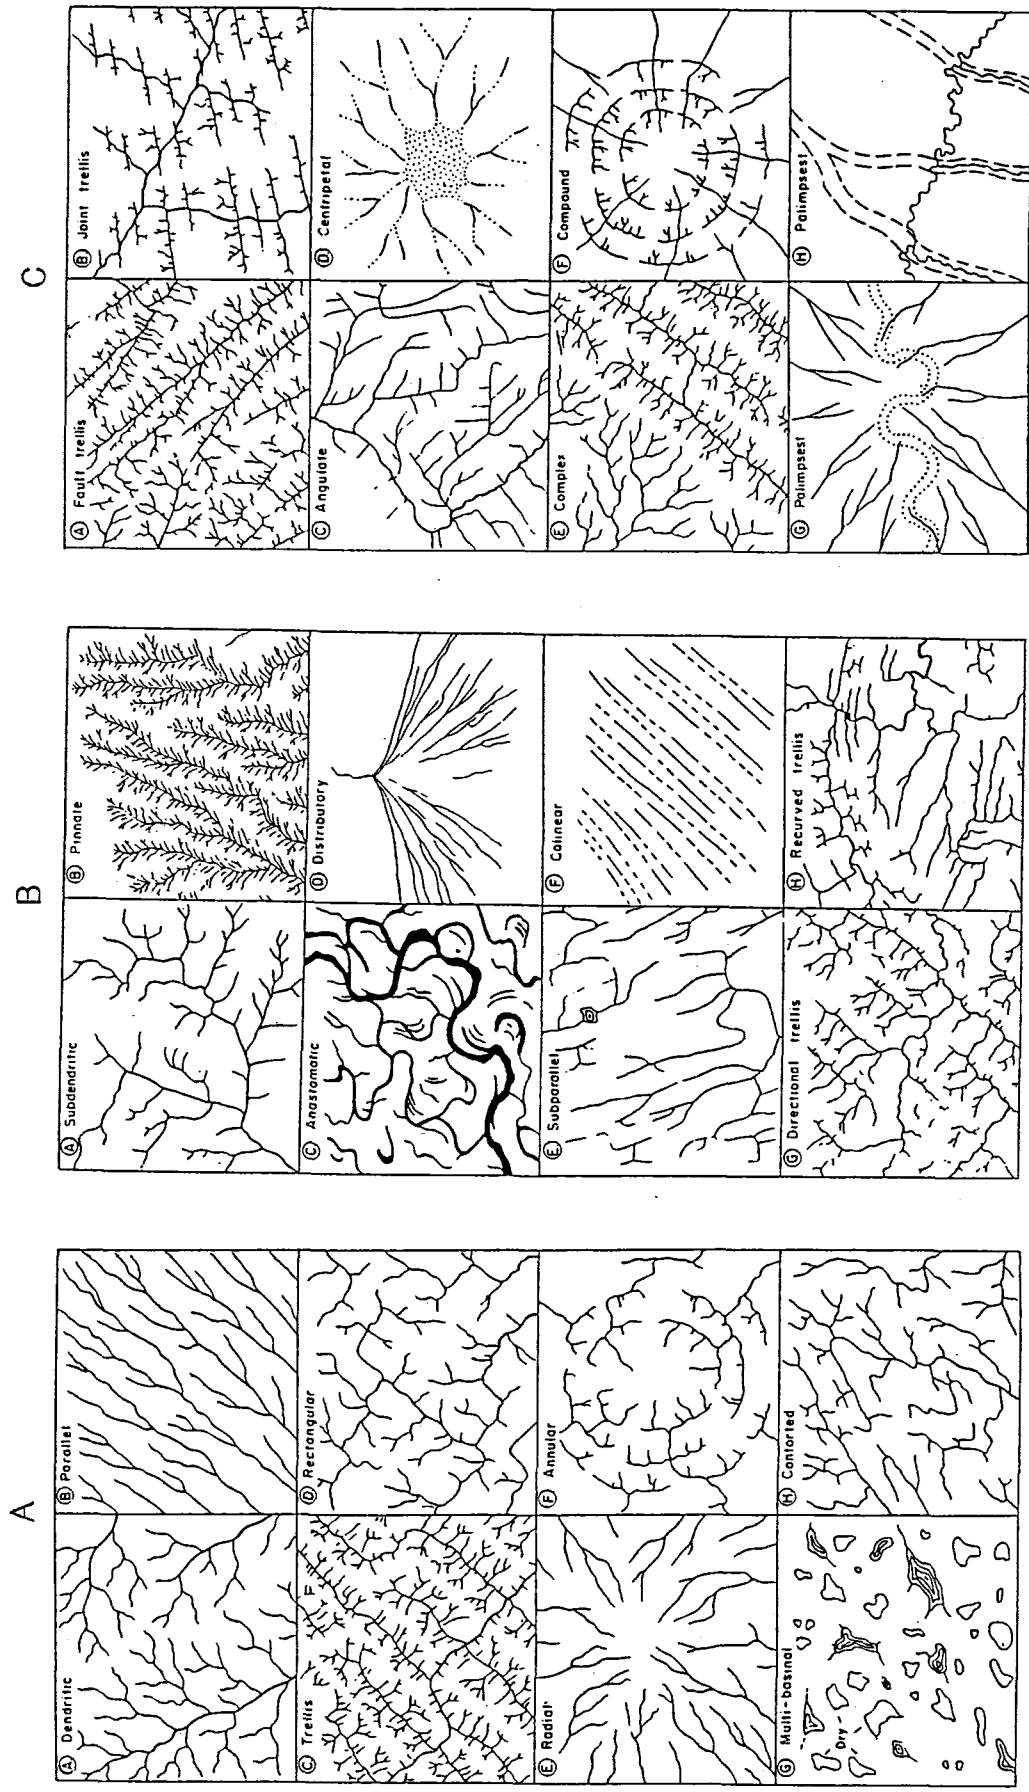 A
Ⓐ Dendritic
Ⓑ Parallel
Ⓒ Trellis
Ⓓ Rectangular
Ⓔ Radial
Ⓕ Annular
Ⓖ Multi-basinal
Dry
Ⓗ Contorted
B
Ⓐ Subdendritic
Ⓑ Pinnate
Ⓒ Anastomatic
Ⓓ Distributary
Ⓔ Subparallel
Ⓕ Colinear
Ⓖ Directional trellis
Ⓗ Recurved trellis
C
Ⓐ Fault trellis
Ⓑ Joint trellis
Ⓒ Angulate
Ⓓ Centripetal
Ⓔ Complex
Ⓕ Compound
Ⓖ Palimpsest
Ⓗ Palimpsest